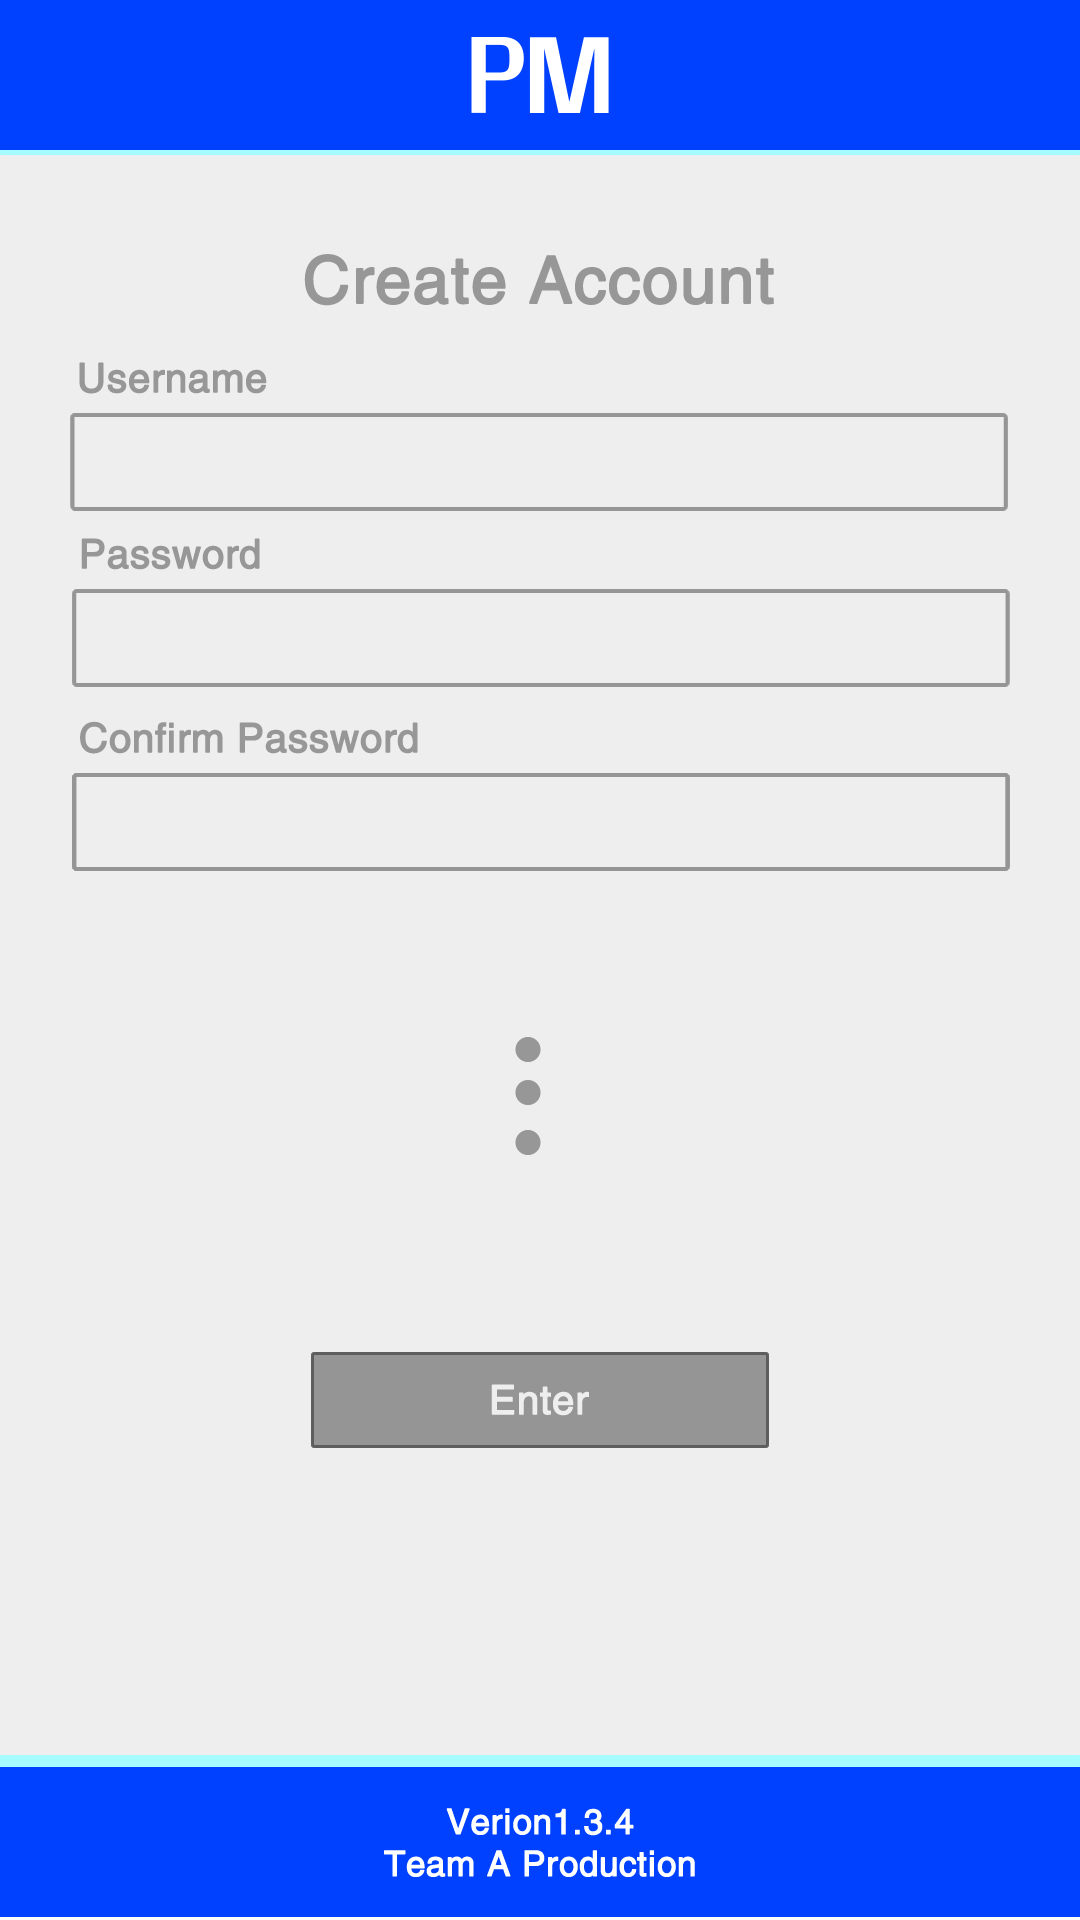 PM
Create Account
Username
Password
Confirm Password
Enter
Verion1.3.4
Team A Production